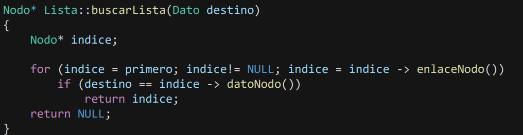 Nodo* Lista::buscarLista(Dato destino)
{
    Nodo* indice;

    for (indice = primero; indice!= NULL; indice = indice -> enlaceNodo())
        if (destino == indice -> datoNodo())
            return indice;
    return NULL;
}